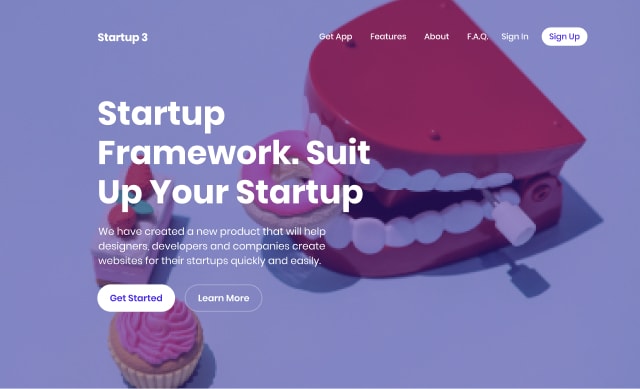 Startup 3
Get App Features About F.A.Q. Sign In Sign Up
Startup
Framework. Suit
Up Your Startup
We have created a new product that will help
designers, developers and companies create
websites for their startups quickly and easily.
Get Started Learn More